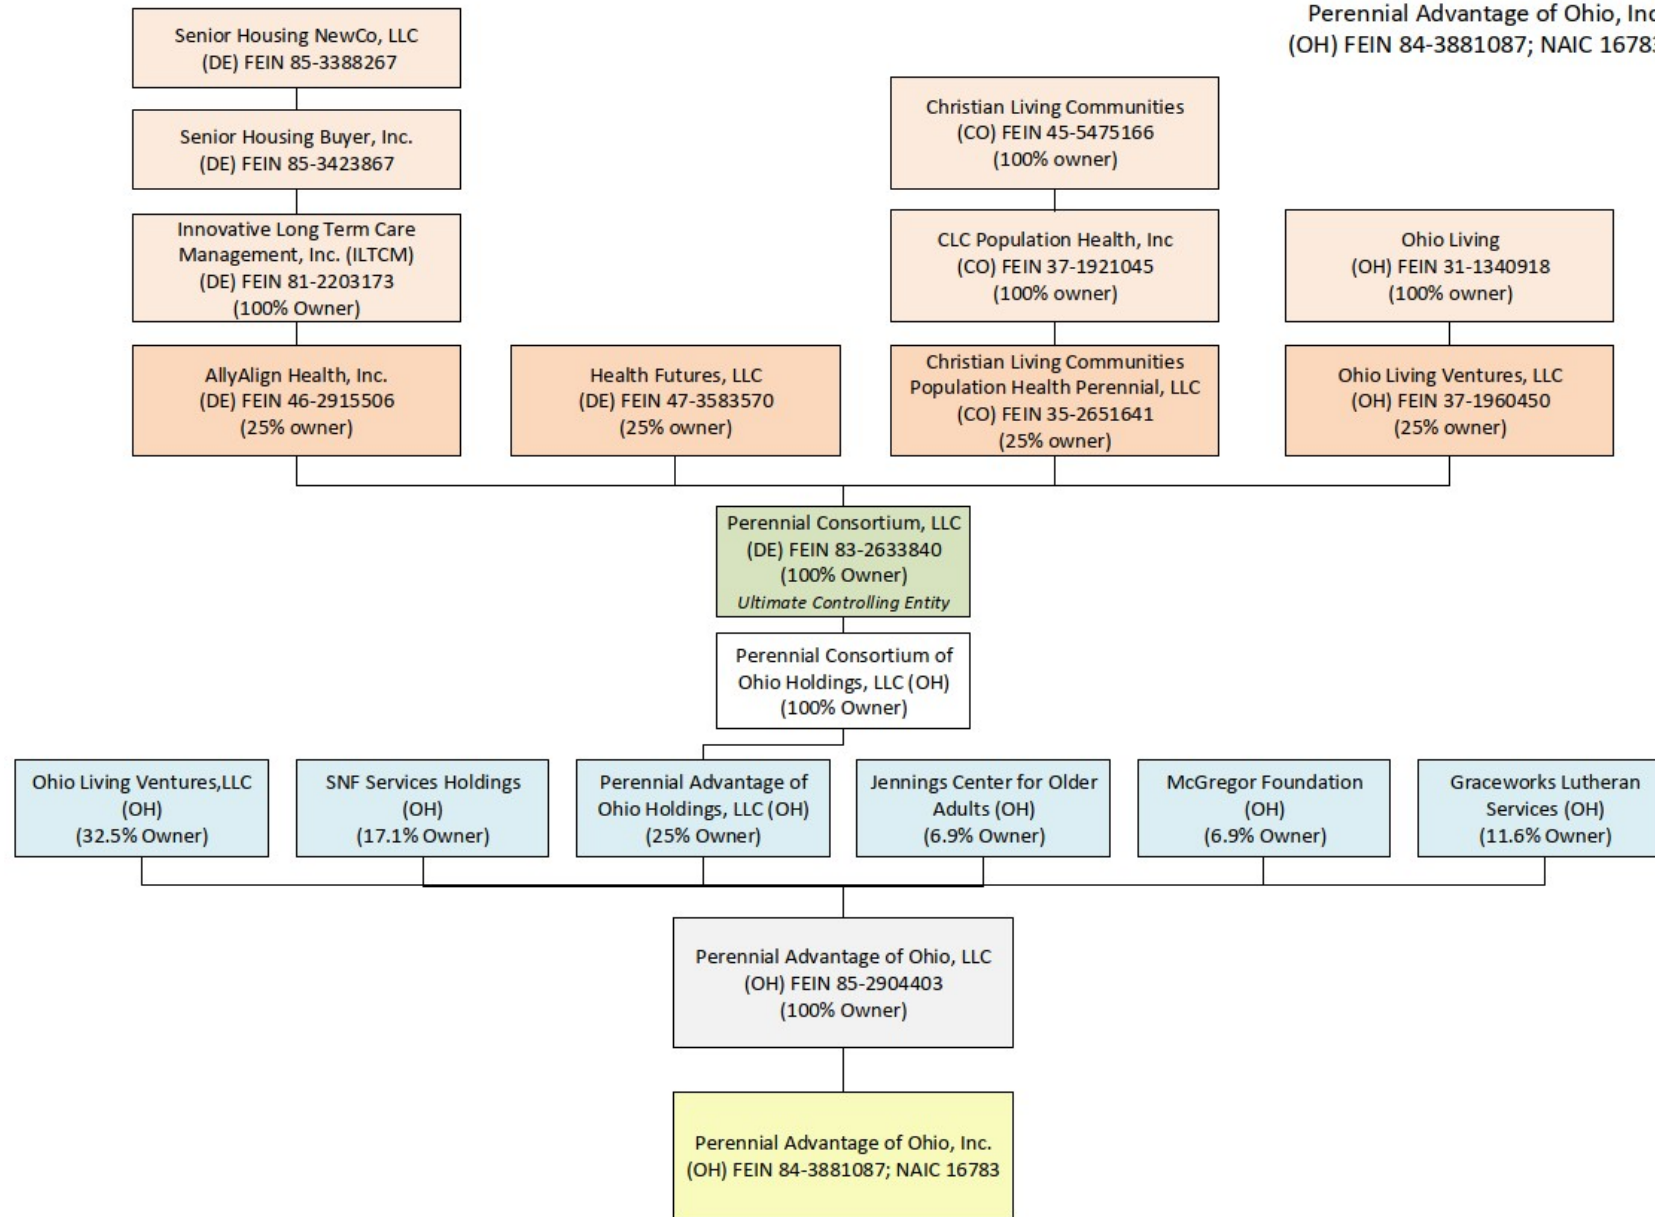 Perennial Advantage of Ohio, Inc
(OH) FEIN 84-3881087; NAIC 16783
Senior Housing NewCo, LLC
(DE) FEIN 85-3388267
Senior Housing Buyer, Inc.
(DE) FEIN 85-3423867
Innovative Long Term Care
Management, Inc. (ILTCM)
(DE) FEIN 81-2203173
(100% Owner)
Christian Living Communities
(CO) FEIN 45-5475166
(100% owner)
CLC Population Health, Inc
(CO) FEIN 37-1921045
(100% owner)
Ohio Living
(OH) FEIN 31-1340918
(100% owner)
AllyAlign Health, Inc.
(DE) FEIN 46-2915506
(25% owner)
Health Futures, LLC
(DE) FEIN 47-3583570
(25% owner)
Christian Living Communities
Population Health Perennial, LLC
(CO) FEIN 35-2651641
(25% owner)
Ohio Living Ventures, LLC
(OH) FEIN 37-1960450
(25% owner)
Perennial Consortium, LLC
(DE) FEIN 83-2633840
(100% Owner)
Ultimate Controlling Entity
Perennial Consortium of
Ohio Holdings, LLC (OH)
(100% Owner)
Ohio Living Ventures,LLC
(OH)
(32.5% Owner)
SNF Services Holdings
(OH)
(17.1% Owner)
Perennial Advantage of
Ohio Holdings, LLC (OH)
(25% Owner)
Jennings Center for Older
Adults (OH)
(6.9% Owner)
McGregor Foundation
(OH)
(6.9% Owner)
Graceworks Lutheran
Services (OH)
(11.6% Owner)
Perennial Advantage of Ohio, LLC
(OH) FEIN 85-2904403
(100% Owner)
Perennial Advantage of Ohio, Inc.
(OH) FEIN 84-3881087; NAIC 16783